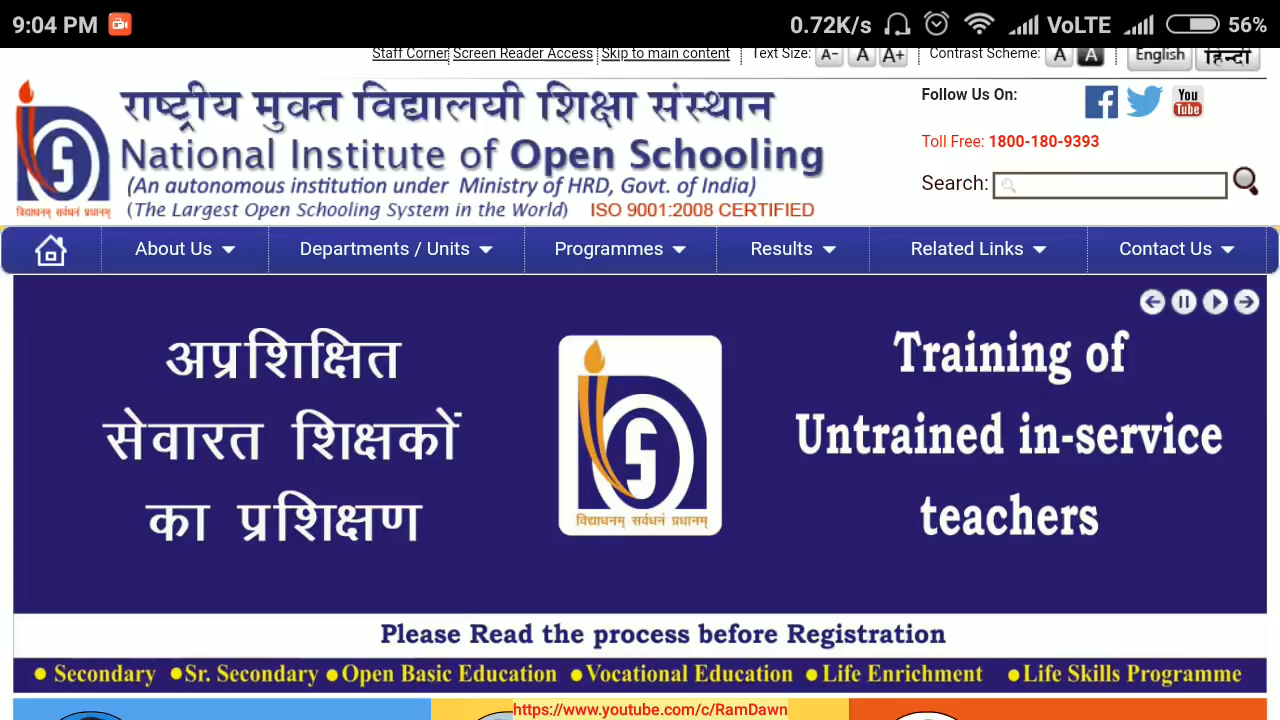 9:04 PM 0.72K/s VoLTE 56%
Staff Corner Screen Reader Access Skip to main content Text Size: A- A A+ Contrast Scheme: A A English हिन्दी
राष्ट्रीय मुक्त विद्यालयी शिक्षा संस्थान
National Institute of Open Schooling
(An autonomous institution under Ministry of HRD, Govt. of India)
(The Largest Open Schooling System in the World) ISO 9001:2008 CERTIFIED
विद्याधनम् सर्वधनं प्रधानम्
Follow Us On: You Tube
Toll Free: 1800-180-9393
Search:
About Us Departments / Units Programmes Results Related Links Contact Us
अप्रशिक्षित
सेवारत शिक्षकों
का प्रशिक्षण
विद्याधनम् सर्वधनं प्रधानम्
Training of
Untrained in-service
teachers
Please Read the process before Registration
• Secondary • Sr. Secondary • Open Basic Education • Vocational Education • Life Enrichment • Life Skills Programme
https://www.youtube.com/c/RamDawn